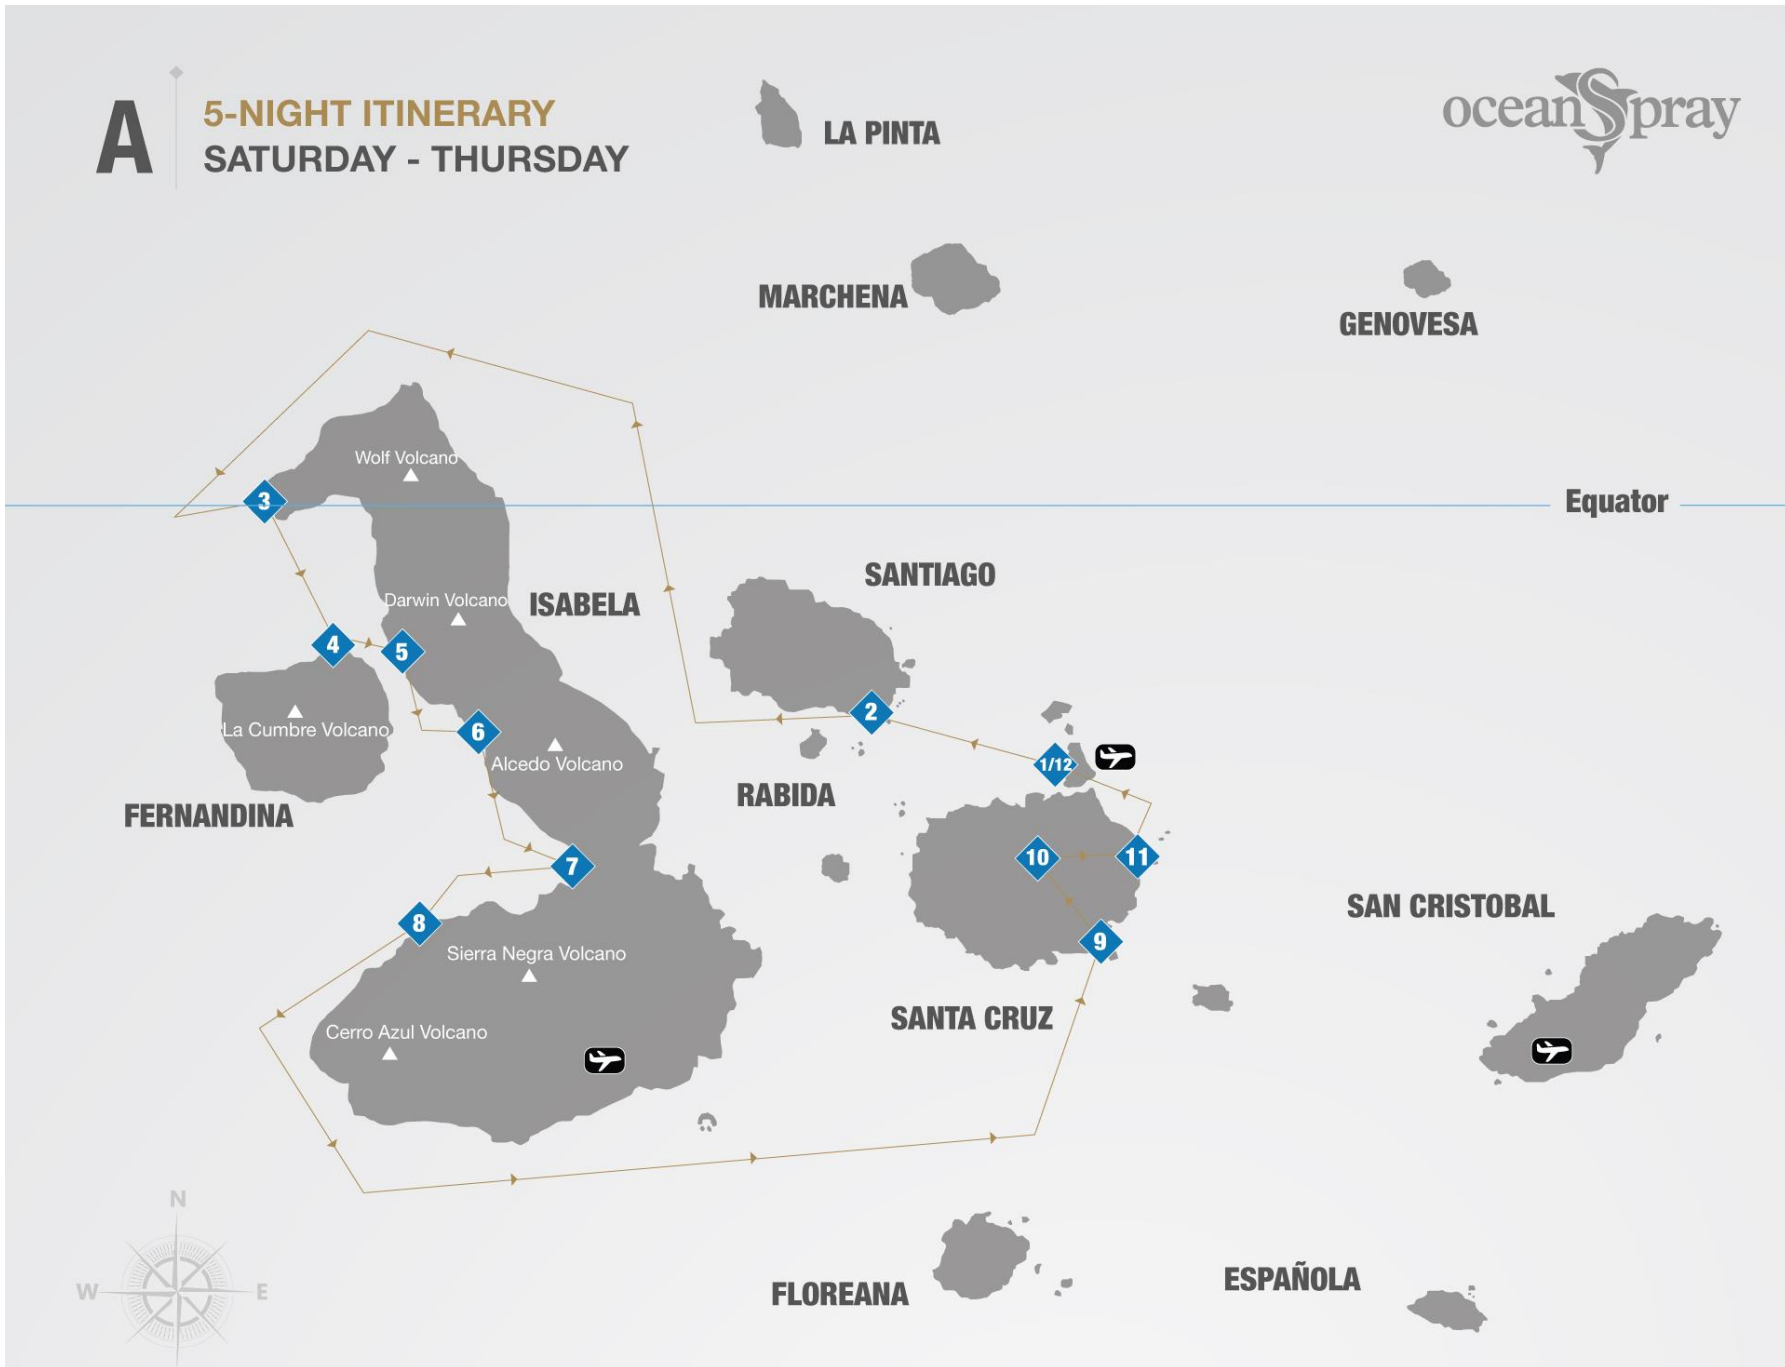 A
5-NIGHT ITINERARY
SATURDAY - THURSDAY
oceanSpray
LA PINTA
MARCHENA
GENOVESA
Wolf Volcano
3
Equator
SANTIAGO
Darwin Volcano
ISABELA
4
5
2
La Cumbre Volcano
6
Alcedo Volcano
1/12
RABIDA
FERNANDINA
7
10
11
8
SAN CRISTOBAL
9
Sierra Negra Volcano
SANTA CRUZ
Cerro Azul Volcano
N
W
E
FLOREANA
ESPAÑOLA